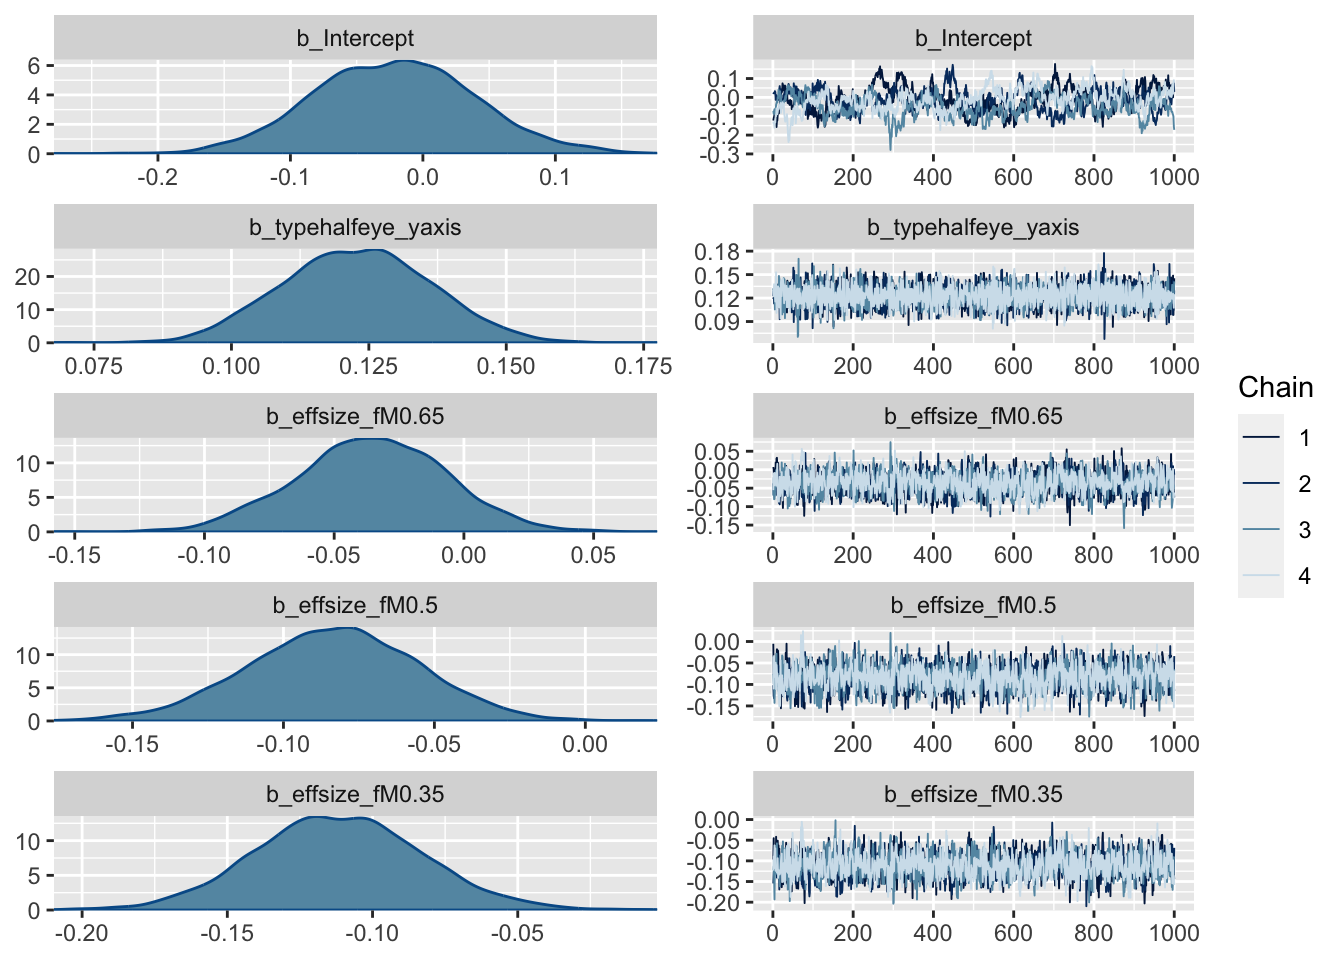 b_Intercept
6
4
2
0
-0.2 -0.1 0.0 0.1
b_Intercept
0.1
0.0
-0.1
-0.2
-0.3
0 200 400 600 800 1000
b_typehalfeye_yaxis
20
10
0
0.075 0.100 0.125 0.150 0.175
b_typehalfeye_yaxis
0.18
0.15
0.12
0.09
0 200 400 600 800 1000
b_effsize_fM0.65
10
5
0
-0.15 -0.10 -0.05 0.00 0.05
b_effsize_fM0.65
0.05
0.00
-0.05
-0.10
-0.15
0 200 400 600 800 1000
b_effsize_fM0.5
10
5
0
-0.15 -0.10 -0.05 0.00
b_effsize_fM0.5
0.00
-0.05
-0.10
-0.15
0 200 400 600 800 1000
b_effsize_fM0.35
10
5
0
-0.20 -0.15 -0.10 -0.05
b_effsize_fM0.35
0.00
-0.05
-0.10
-0.15
-0.20
0 200 400 600 800 1000
Chain
1
2
3
4